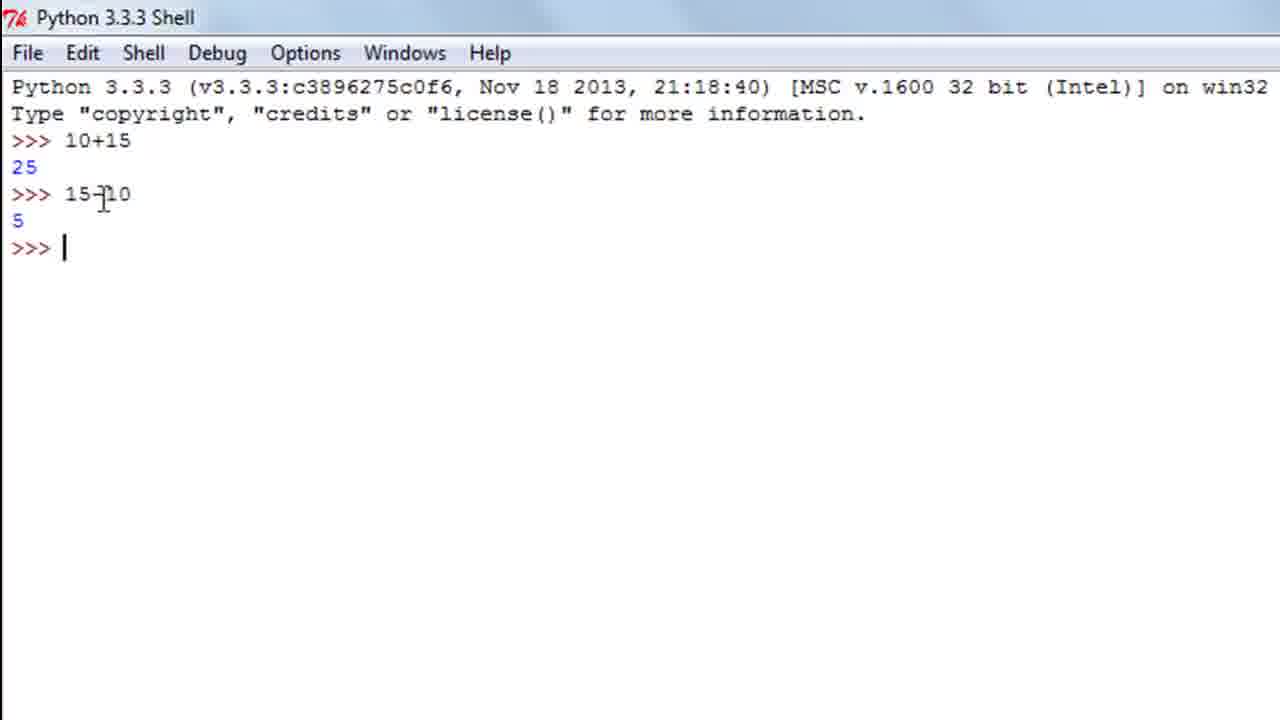 Python 3.3.3 Shell
File Edit Shell Debug Options Windows Help
Python 3.3.3 (v3.3.3:c3896275c0f6, Nov 18 2013, 21:18:40) [MSC v.1600 32 bit (Intel)] on win32
Type "copyright", "credits" or "license()" for more information.
>>> 10+15
25
>>> 15-10
5
>>>